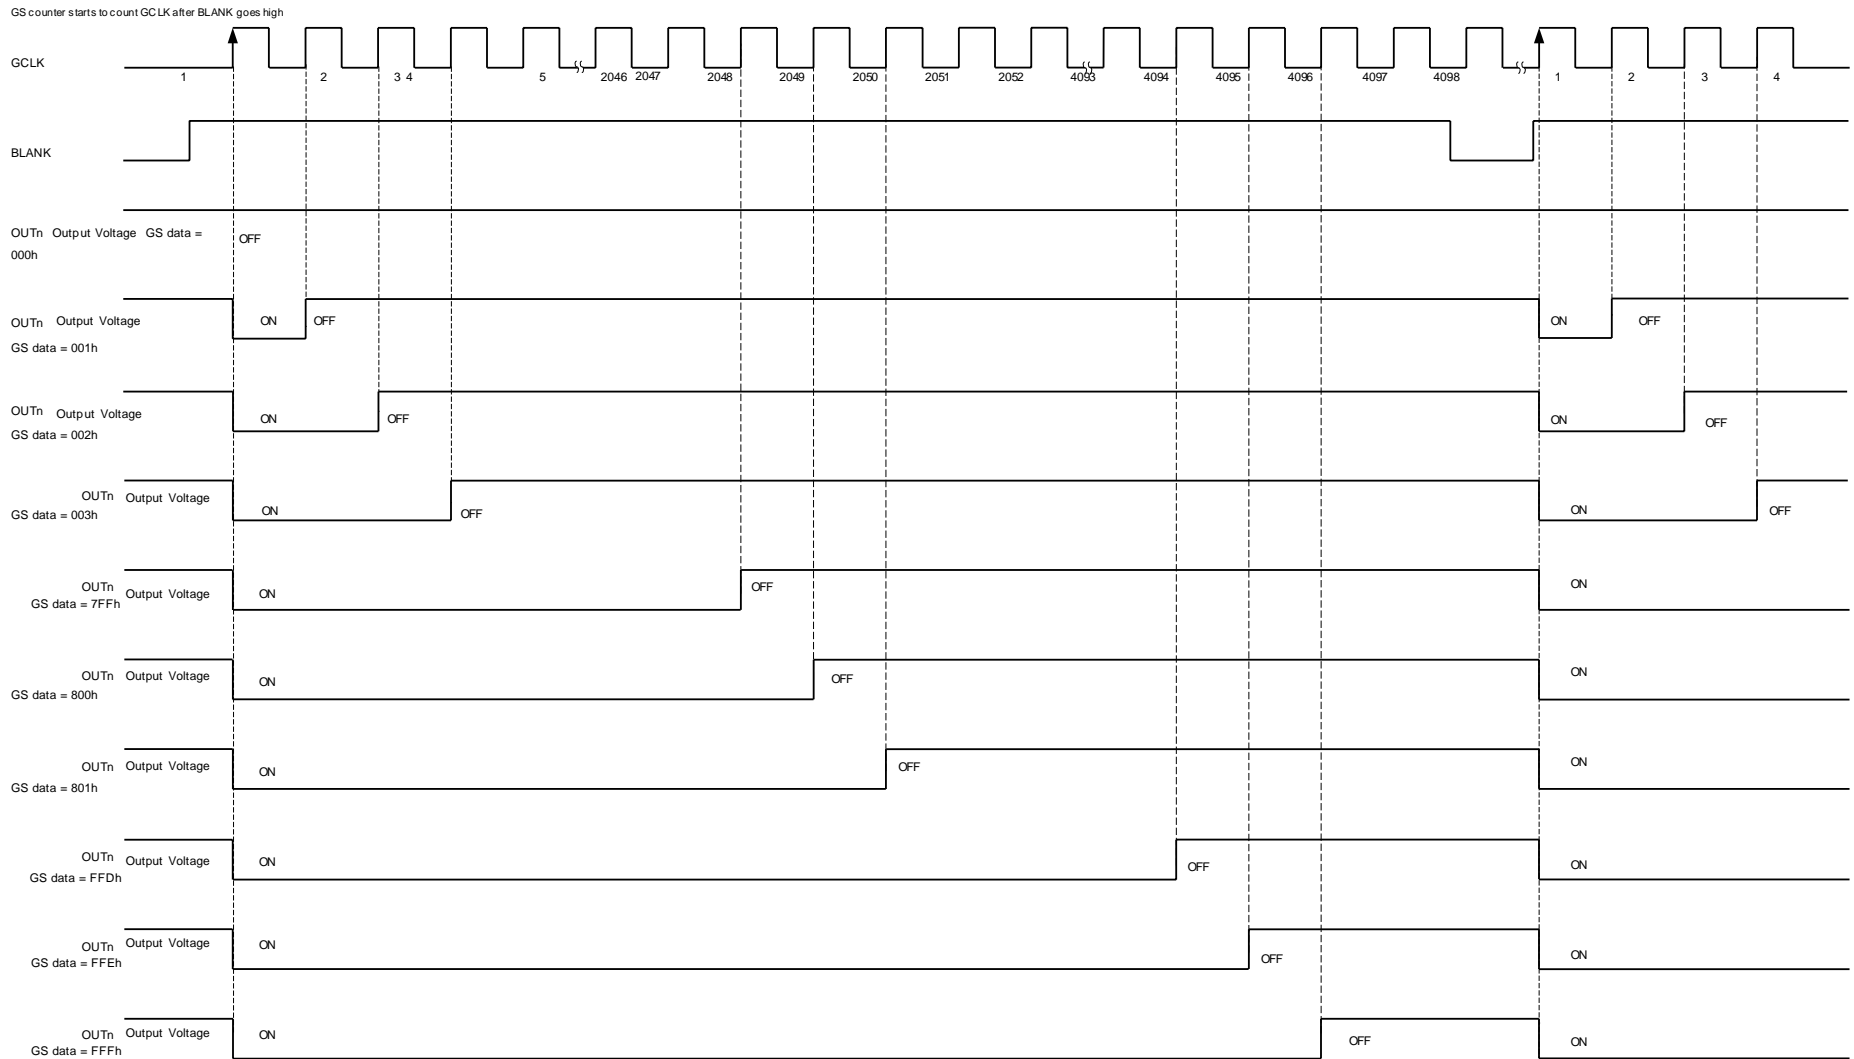 GS counter starts to count GCLK after BLANK goes high
GCLK
1 2 3 4 5 2046 2047 2048 2049 2050 2051 2052 4093 4094 4095 4096 4097 4098 1 2 3 4
BLANK
OUTn Output Voltage GS data =
000h
OFF
OUTn Output Voltage
GS data = 001h
ON OFF ON OFF
OUTn Output Voltage
GS data = 002h
ON OFF ON OFF
OUTn Output Voltage
GS data = 003h
ON OFF ON OFF
OUTn Output Voltage
GS data = 7FFh
ON OFF ON
OUTn Output Voltage
GS data = 800h
ON OFF ON
OUTn Output Voltage
GS data = 801h
ON OFF ON
OUTn Output Voltage
GS data = FFDh
ON OFF ON
OUTn Output Voltage
GS data = FFEh
ON OFF ON
OUTn Output Voltage
GS data = FFFh
ON OFF ON